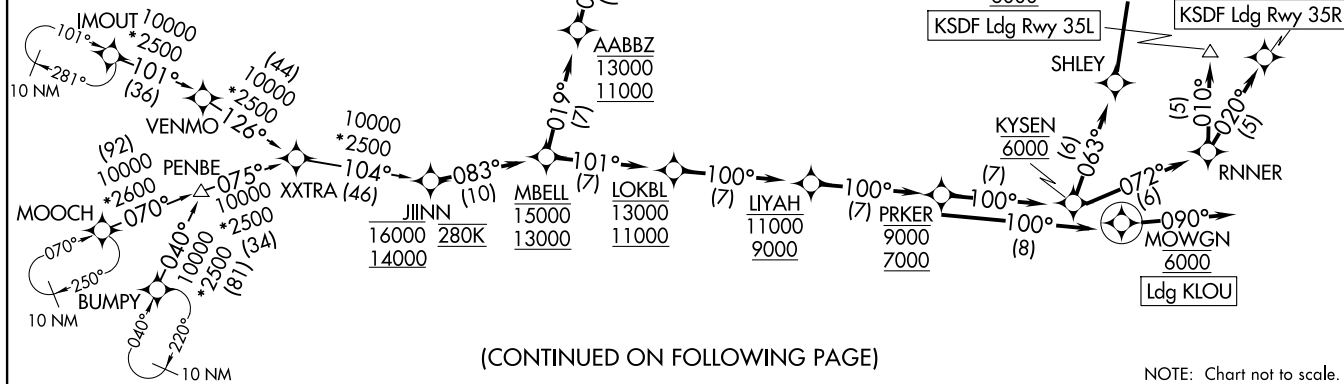 IMOUT
10000
*2500
101°
281°
10 NM
101°
(36)
VENMO
(44)
10000
*2500
126°
MOOCH
(92)
10000
*2600
070°
070°
250°
10 NM
PENBE
075°
10000
*2500
(34)
BUMPY
040°
10000
*2500
(81)
040°
220°
10 NM
XXTRA
10000
*2500
104°
(46)
JIINN
16000
14000
280K
083°
(10)
MBELL
15000
13000
019°
(7)
AABBZ
13000
11000
101°
(7)
LOKBL
13000
11000
100°
(7)
LIYAH
11000
9000
100°
(7)
PRKER
9000
7000
(7)
100°
100°
(8)
KYSEN
6000
063°
(6)
SHLEY
072°
(6)
RNNER
010°
(5)
020°
(5)
KSDF Ldg Rwy 35L
KSDF Ldg Rwy 35R
MOWGN
6000
090°
Ldg KLOU
(CONTINUED ON FOLLOWING PAGE)
NOTE: Chart not to scale.